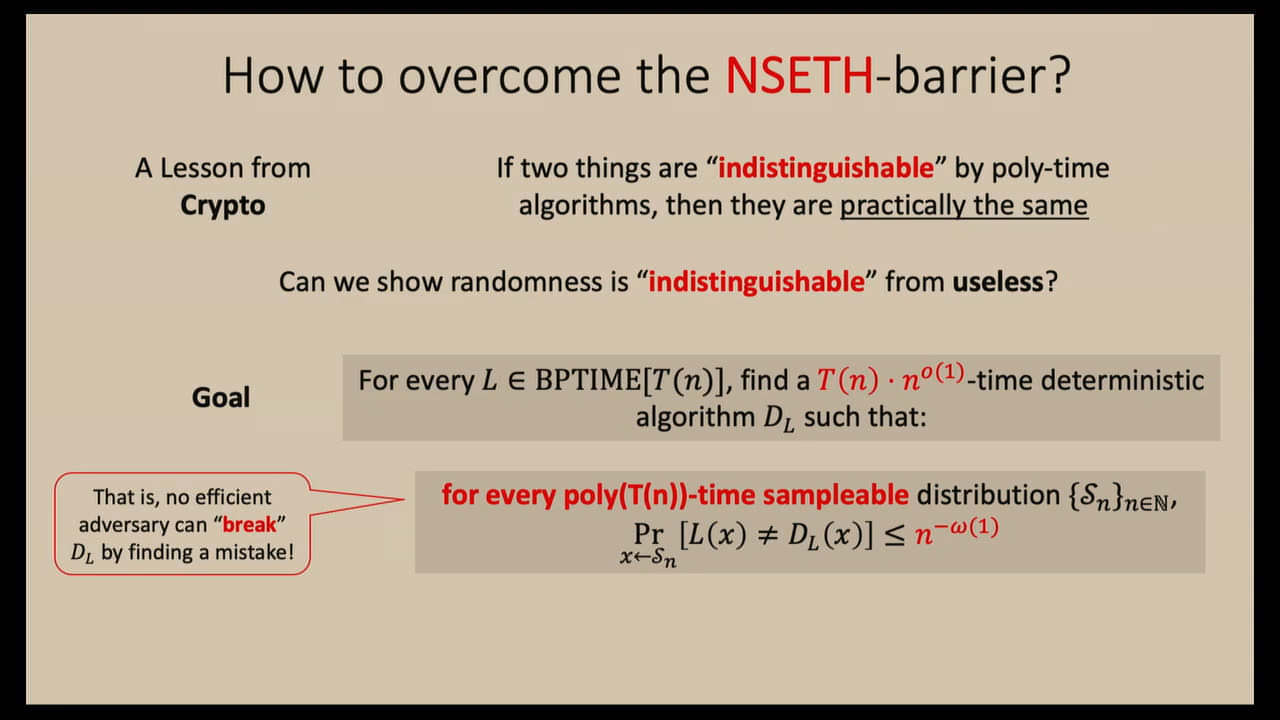 How to overcome the NSETH-barrier?
A Lesson from
Crypto
If two things are “indistinguishable” by poly-time
algorithms, then they are practically the same
Can we show randomness is “indistinguishable” from useless?
Goal
For every L ∈ BPTIME[T(n)], find a T(n) · n^{o(1)}-time deterministic
algorithm D_L such that:
That is, no efficient
adversary can “break”
D_L by finding a mistake!
for every poly(T(n))-time sampleable distribution {𝒮_n}_{n∈ℕ},
Pr_{x←𝒮_n} [L(x) ≠ D_L(x)] ≤ n^{−ω(1)}